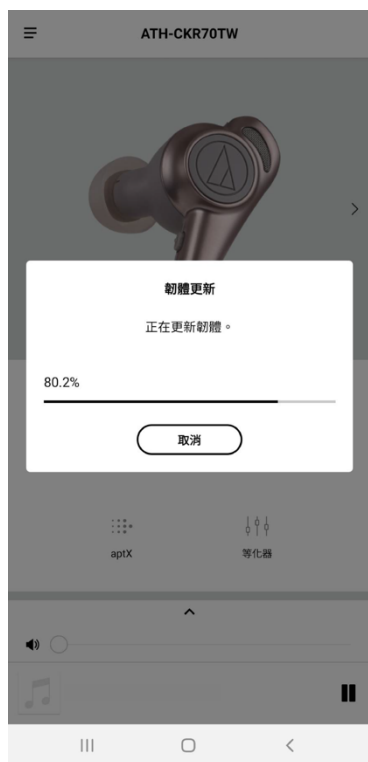 ATH-CKR70TW
韌體更新
正在更新韌體。
80.2%
取消
aptX
等化器